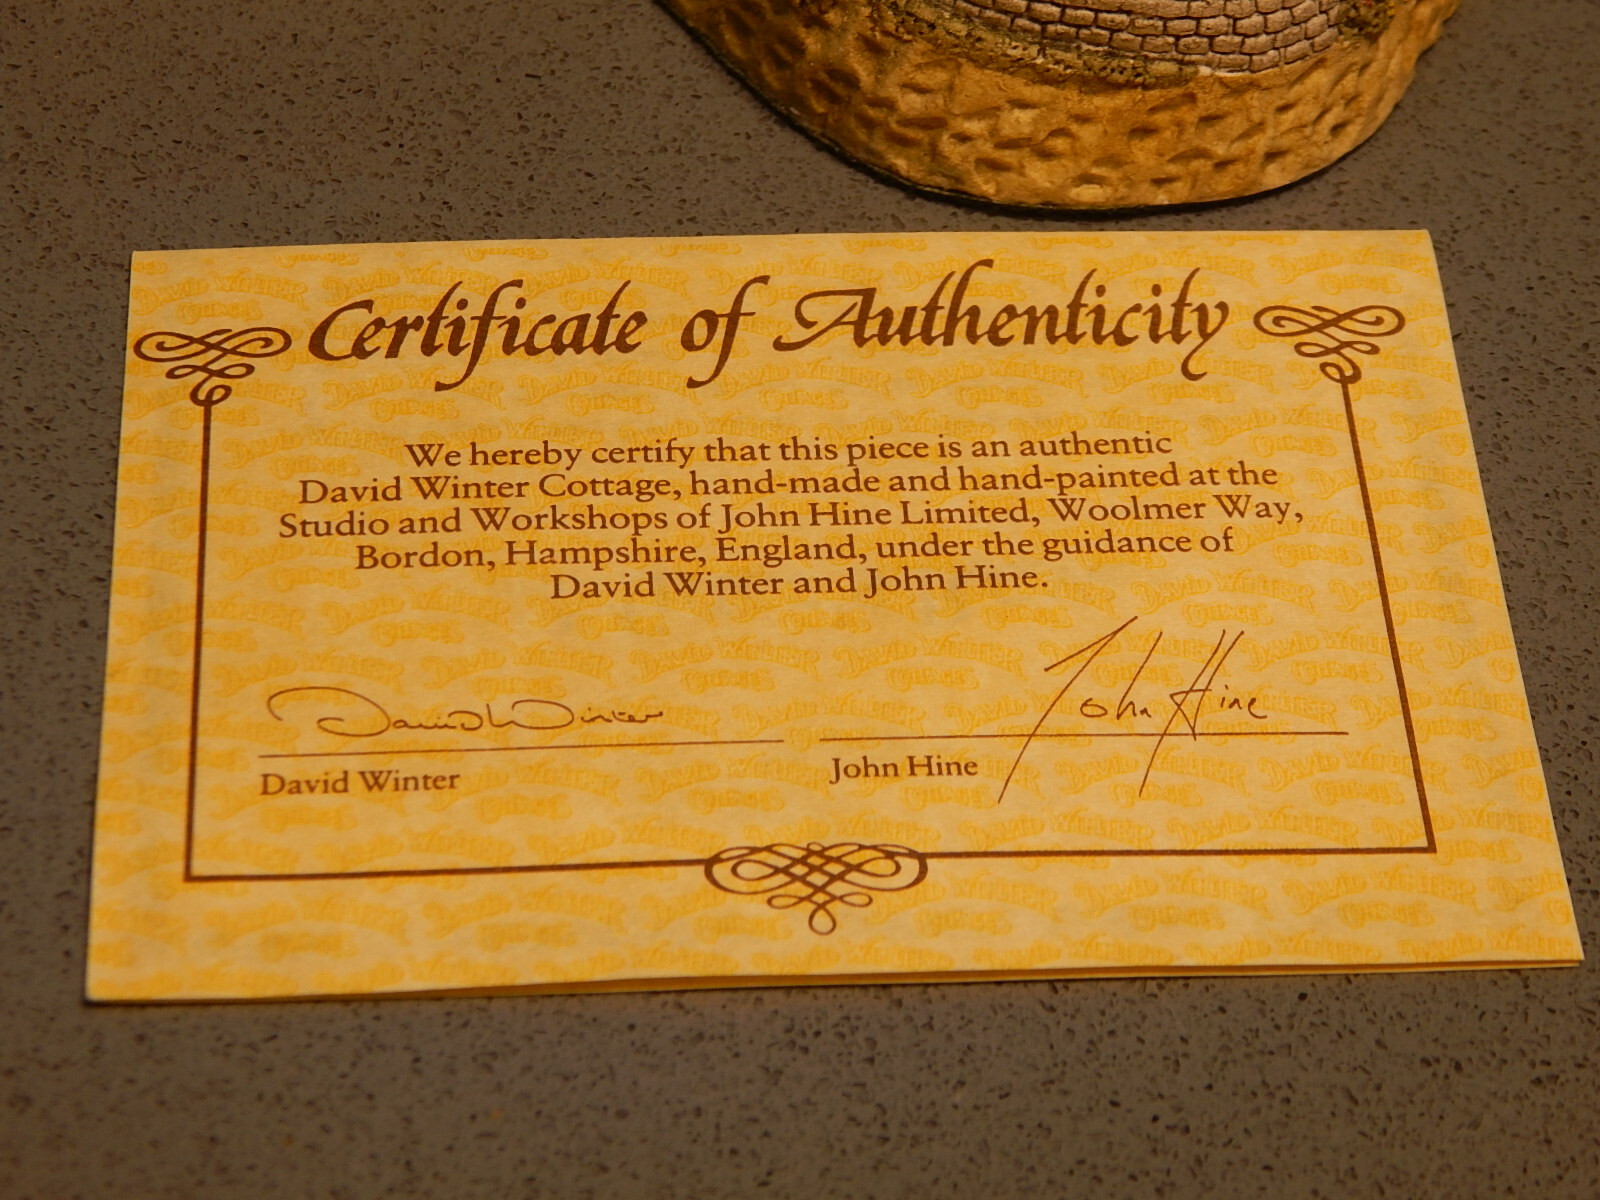 Certificate of Authenticity
We hereby certify that this piece is an authentic
David Winter Cottage, hand-made and hand-painted at the
Studio and Workshops of John Hine Limited, Woolmer Way,
Bordon, Hampshire, England, under the guidance of
David Winter and John Hine.
David Winter John Hine
David Winter John Hine